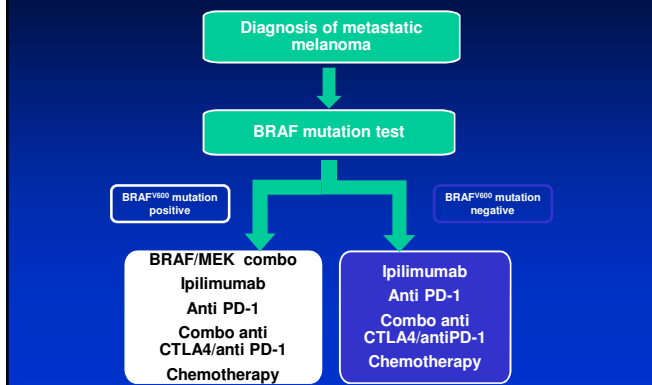 Diagnosis of metastatic
melanoma
BRAF mutation test
BRAFV600 mutation
positive
BRAFV600 mutation
negative
BRAF/MEK combo
Ipilimumab
Anti PD-1
Combo anti
CTLA4/anti PD-1
Chemotherapy
Ipilimumab
Anti PD-1
Combo anti
CTLA4/antiPD-1
Chemotherapy